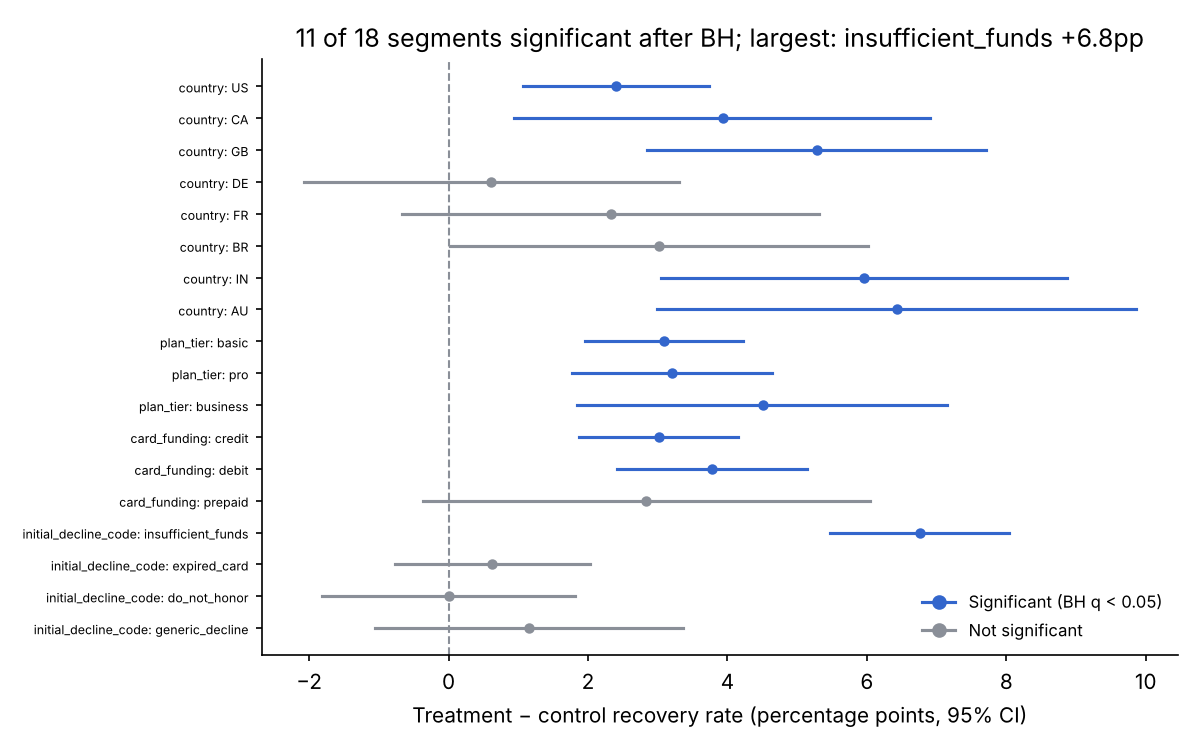 11 of 18 segments significant after BH; largest: insufficient_funds +6.8pp
country: US
country: CA
country: GB
country: DE
country: FR
country: BR
country: IN
country: AU
plan_tier: basic
plan_tier: pro
plan_tier: business
card_funding: credit
card_funding: debit
card_funding: prepaid
initial_decline_code: insufficient_funds
initial_decline_code: expired_card
initial_decline_code: do_not_honor
initial_decline_code: generic_decline
Significant (BH q < 0.05)
Not significant
−2 0 2 4 6 8 10
Treatment − control recovery rate (percentage points, 95% CI)